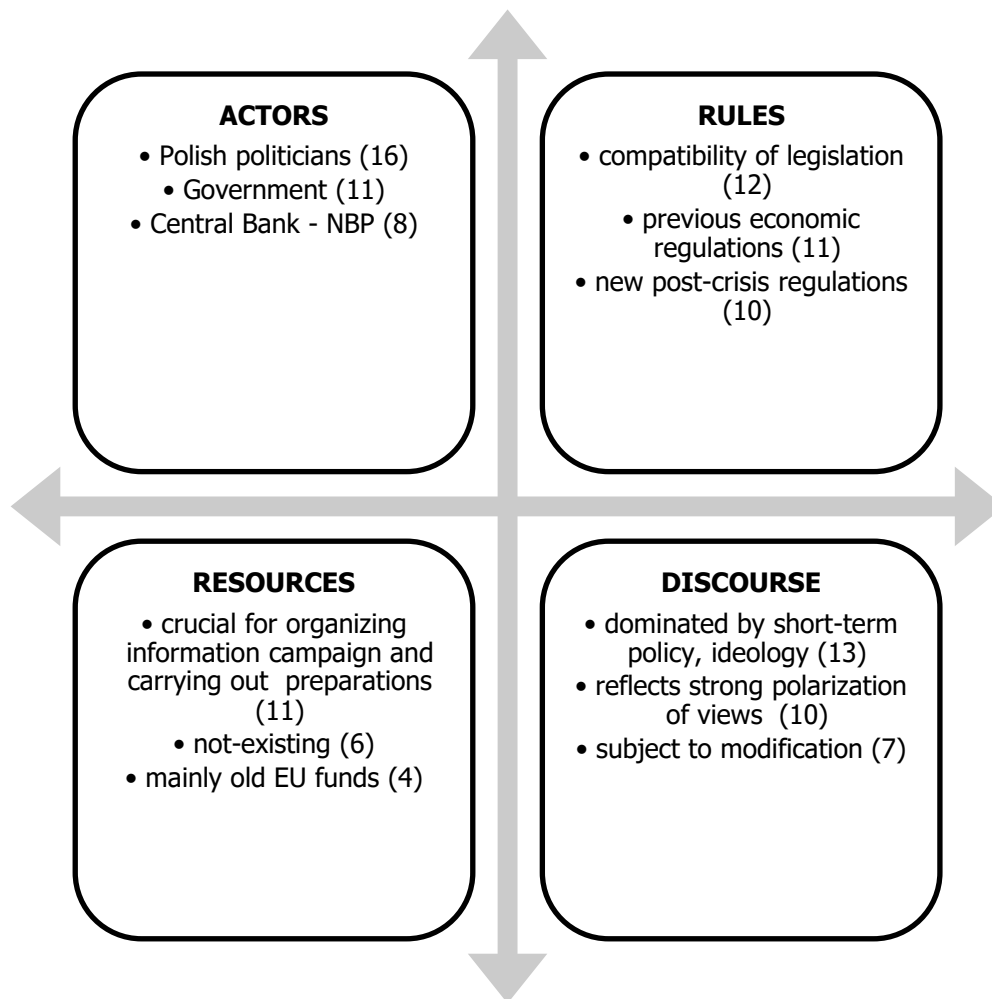 ACTORS
• Polish politicians (16)
• Government (11)
• Central Bank - NBP (8)
RULES
• compatibility of legislation
(12)
• previous economic
regulations (11)
• new post-crisis regulations
(10)
RESOURCES
• crucial for organizing
information campaign and
carrying out  preparations
(11)
• not-existing (6)
• mainly old EU funds (4)
DISCOURSE
• dominated by short-term
policy, ideology (13)
• reflects strong polarization
of views  (10)
• subject to modification (7)